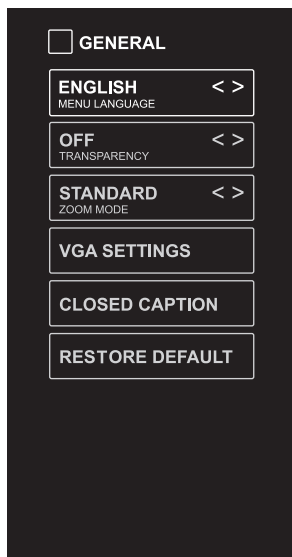 GENERAL
ENGLISH < >
MENU LANGUAGE
OFF < >
TRANSPARENCY
STANDARD < >
ZOOM MODE
VGA SETTINGS
CLOSED CAPTION
RESTORE DEFAULT